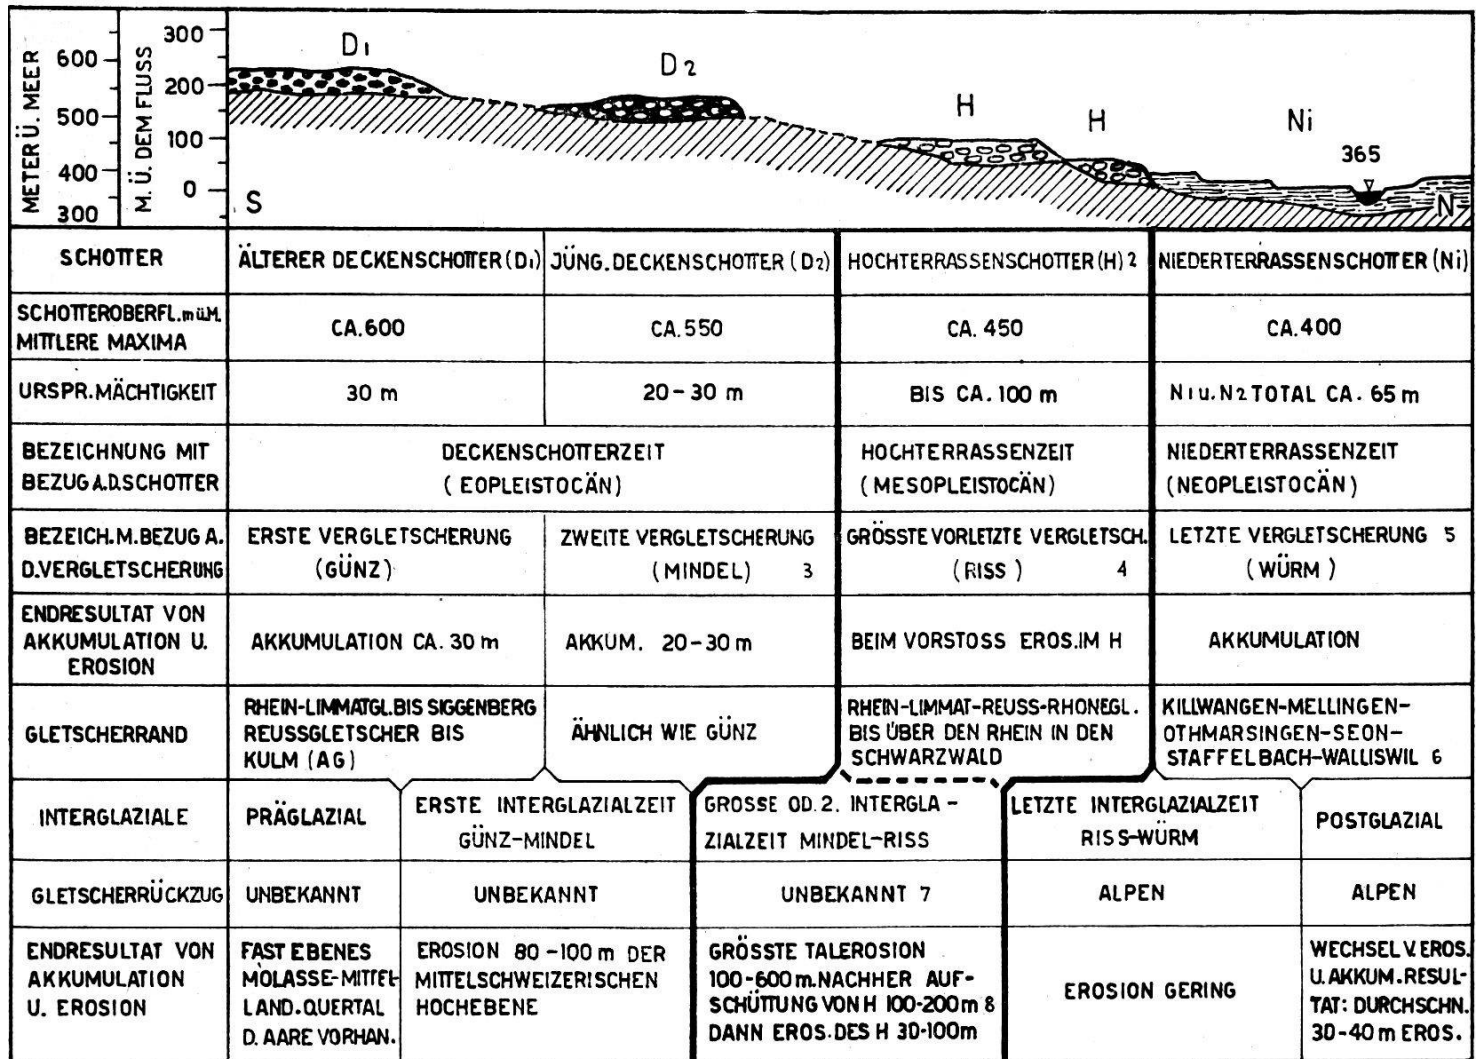 METER Ü. MEER
600
500
400
300
M. Ü. DEM FLUSS
300
200
100
0
D1
D2
H
H
Ni
365
S
N
SCHOTTER
ÄLTERER DECKENSCHOTTER (D1)
JÜNG. DECKENSCHOTTER (D2)
HOCHTERRASSENSCHOTTER (H) 2
NIEDERTERRASSENSCHOTTER (Ni)
SCHOTTEROBERFL. m ü.M.
MITTLERE MAXIMA
CA. 600
CA. 550
CA. 450
CA. 400
URSPR. MÄCHTIGKEIT
30 m
20-30 m
BIS CA. 100 m
N1 u. N2 TOTAL CA. 65 m
BEZEICHNUNG MIT
BEZUG A.D. SCHOTTER
DECKENSCHOTTERZEIT
( EOPLEISTOCÄN )
HOCHTERRASSENZEIT
( MESOPLEISTOCÄN )
NIEDERTERRASSENZEIT
( NEOPLEISTOCÄN )
BEZEICH. M. BEZUG A.
D. VERGLETSCHERUNG
ERSTE VERGLETSCHERUNG
(GÜNZ)
ZWEITE VERGLETSCHERUNG
(MINDEL) 3
GRÖSSTE VORLETZTE VERGLETSCH.
(RISS ) 4
LETZTE VERGLETSCHERUNG 5
( WÜRM )
ENDRESULTAT VON
AKKUMULATION U.
EROSION
AKKUMULATION CA. 30 m
AKKUM. 20-30 m
BEIM VORSTOSS EROS. IM H
AKKUMULATION
GLETSCHERRAND
RHEIN-LIMMATGL. BIS SIGGENBERG
REUSSGLETSCHER BIS
KULM (AG)
ÄHNLICH WIE GÜNZ
RHEIN-LIMMAT-REUSS-RHONEGL.
BIS ÜBER DEN RHEIN IN DEN
SCHWARZWALD
KILLWANGEN-MELLINGEN-
OTHMARSINGEN-SEON-
STAFFELBACH-WALLISWIL 6
INTERGLAZIALE
PRÄGLAZIAL
ERSTE INTERGLAZIALZEIT
GÜNZ-MINDEL
GROSSE OD. 2. INTERGLA-
ZIALZEIT MINDEL-RISS
LETZTE INTERGLAZIALZEIT
RISS-WÜRM
POSTGLAZIAL
GLETSCHERRÜCKZUG
UNBEKANNT
UNBEKANNT
UNBEKANNT 7
ALPEN
ALPEN
ENDRESULTAT VON
AKKUMULATION
U. EROSION
FAST EBENES
MOLASSE-MITTEL-
LAND. QUERTAL
D. AARE VORHAN.
EROSION 80-100 m DER
MITTELSCHWEIZERISCHEN
HOCHEBENE
GRÖSSTE TALEROSION
100-600 m. NACHHER AUF-
SCHÜTTUNG VON H 100-200 m 8
DANN EROS. DES H 30-100 m
EROSION GERING
WECHSEL V. EROS.
U. AKKUM. RESUL-
TAT: DURCHSCHN.
30-40 m EROS.